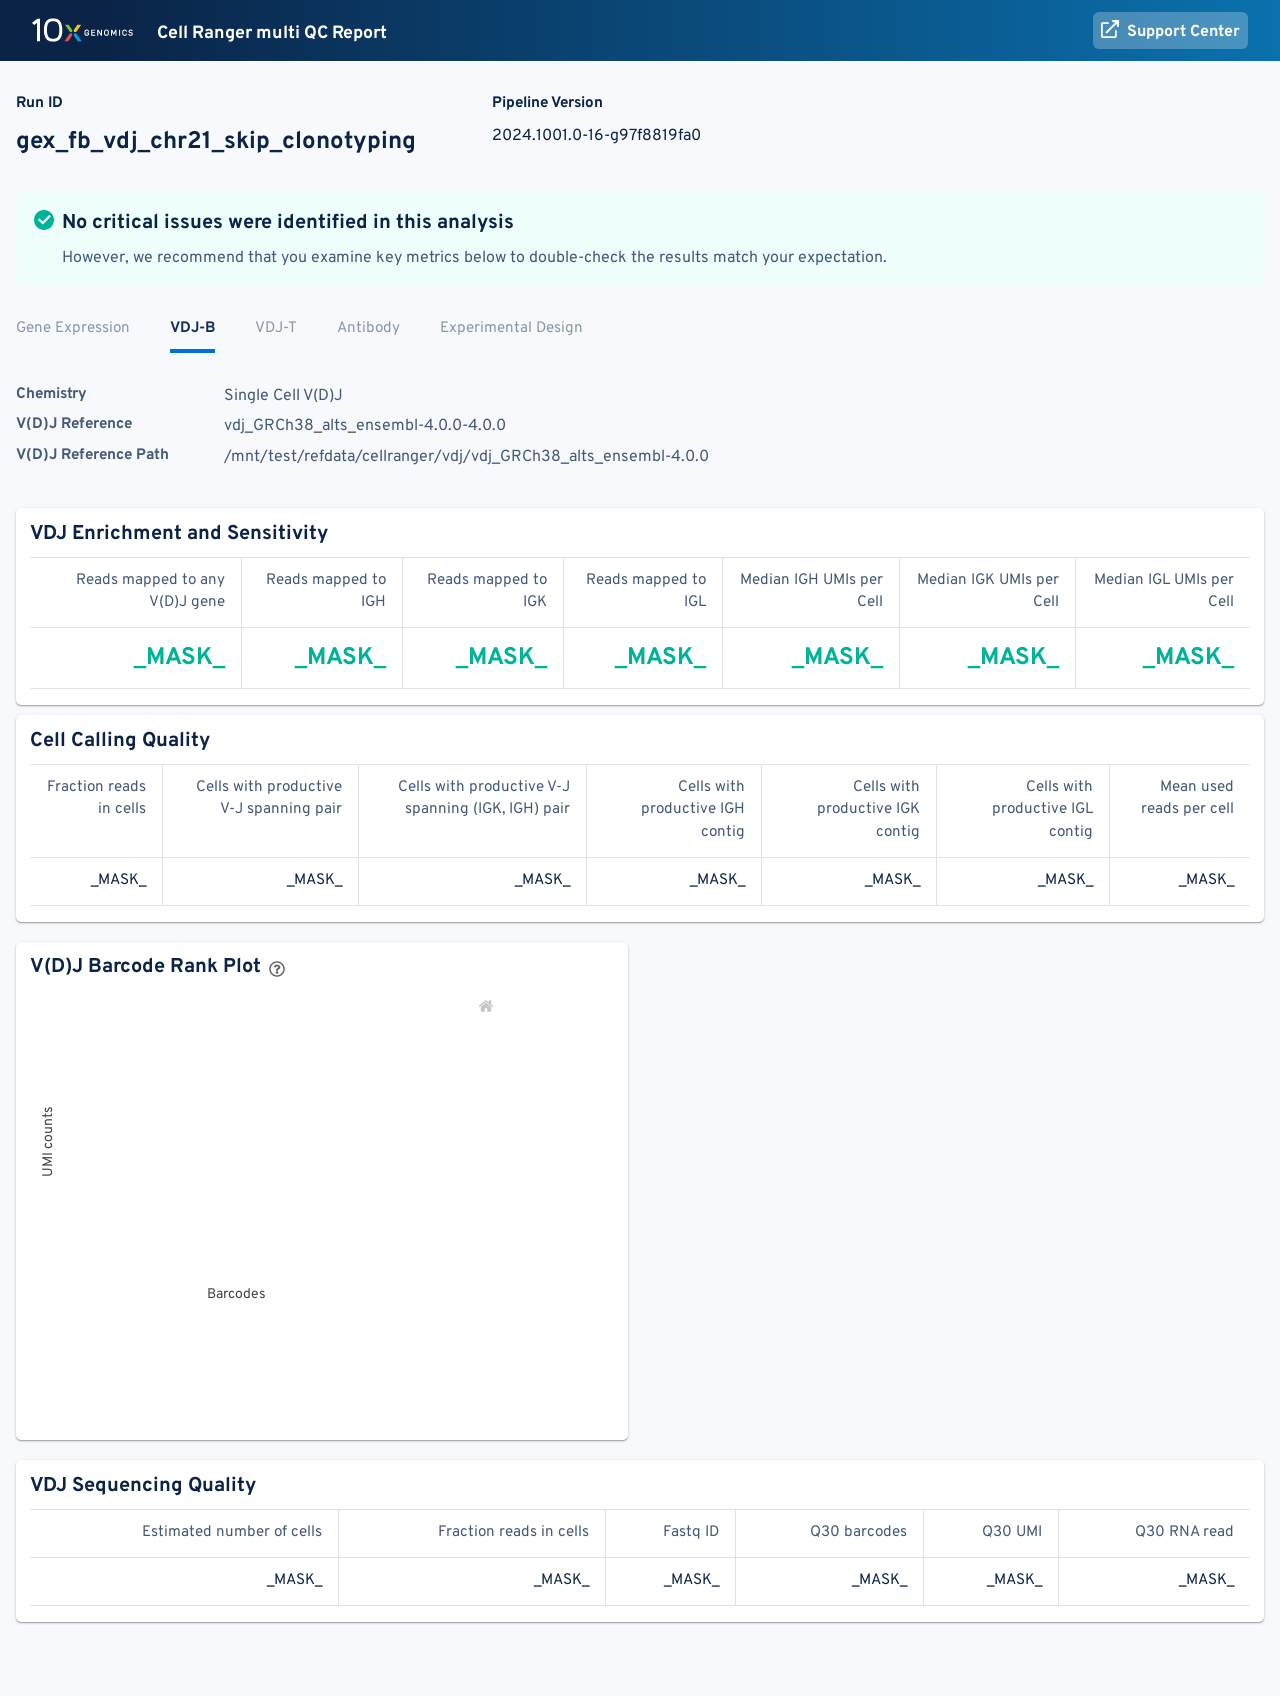 10x GENOMICS Cell Ranger multi QC Report Support Center
Run ID Pipeline Version
gex_fb_vdj_chr21_skip_clonotyping 2024.1001.0-16-g97f8819fa0
No critical issues were identified in this analysis
However, we recommend that you examine key metrics below to double-check the results match your expectation.
Gene Expression VDJ-B VDJ-T Antibody Experimental Design
Chemistry Single Cell V(D)J
V(D)J Reference vdj_GRCh38_alts_ensembl-4.0.0-4.0.0
V(D)J Reference Path /mnt/test/refdata/cellranger/vdj/vdj_GRCh38_alts_ensembl-4.0.0
VDJ Enrichment and Sensitivity
Reads mapped to any Reads mapped to Reads mapped to Reads mapped to Median IGH UMIs per Median IGK UMIs per Median IGL UMIs per
V(D)J gene IGH IGK IGL Cell Cell Cell
_MASK_ _MASK_ _MASK_ _MASK_ _MASK_ _MASK_ _MASK_
Cell Calling Quality
Fraction reads Cells with productive Cells with productive V-J Cells with Cells with Cells with Mean used
in cells V-J spanning pair spanning (IGK, IGH) pair productive IGH productive IGK productive IGL reads per cell
contig contig contig
_MASK_ _MASK_ _MASK_ _MASK_ _MASK_ _MASK_ _MASK_
V(D)J Barcode Rank Plot
UMI counts
Barcodes
VDJ Sequencing Quality
Estimated number of cells Fraction reads in cells Fastq ID Q30 barcodes Q30 UMI Q30 RNA read
_MASK_ _MASK_ _MASK_ _MASK_ _MASK_ _MASK_